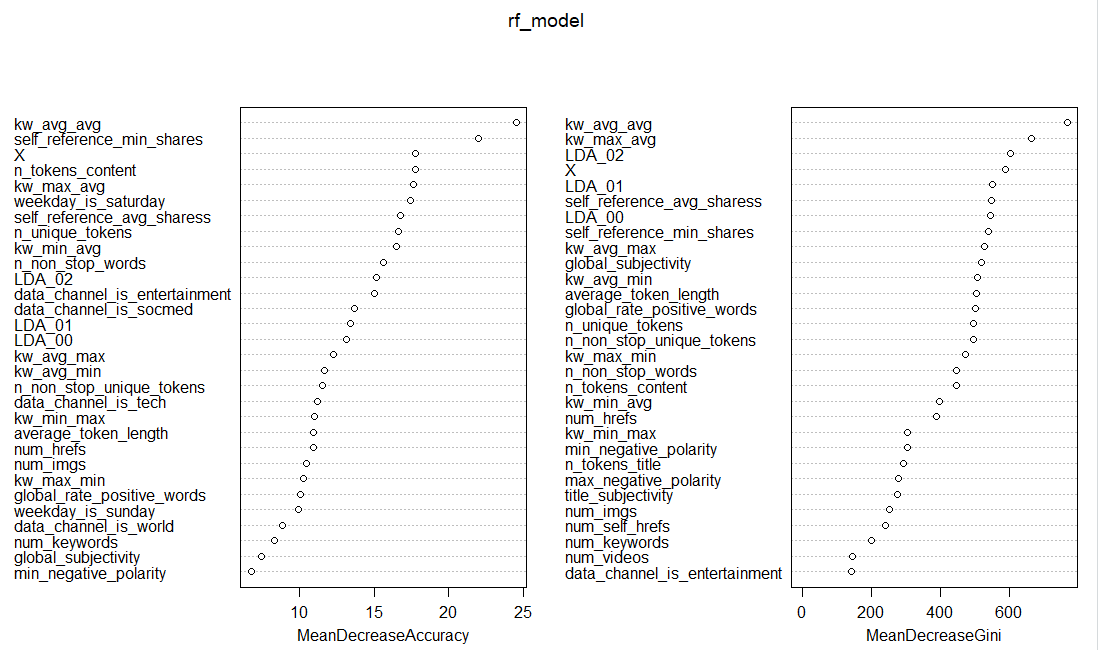 rf_model
kw_avg_avg
self_reference_min_shares
X
n_tokens_content
kw_max_avg
weekday_is_saturday
self_reference_avg_sharess
n_unique_tokens
kw_min_avg
n_non_stop_words
LDA_02
data_channel_is_entertainment
data_channel_is_socmed
LDA_01
LDA_00
kw_avg_max
kw_avg_min
n_non_stop_unique_tokens
data_channel_is_tech
kw_min_max
average_token_length
num_hrefs
num_imgs
kw_max_min
global_rate_positive_words
weekday_is_sunday
data_channel_is_world
num_keywords
global_subjectivity
min_negative_polarity
10 15 20 25
MeanDecreaseAccuracy
kw_avg_avg
kw_max_avg
LDA_02
X
LDA_01
self_reference_avg_sharess
LDA_00
self_reference_min_shares
kw_avg_max
global_subjectivity
kw_avg_min
average_token_length
global_rate_positive_words
n_unique_tokens
n_non_stop_unique_tokens
kw_max_min
n_non_stop_words
n_tokens_content
kw_min_avg
num_hrefs
kw_min_max
min_negative_polarity
n_tokens_title
max_negative_polarity
title_subjectivity
num_imgs
num_self_hrefs
num_keywords
num_videos
data_channel_is_entertainment
0 200 400 600
MeanDecreaseGini